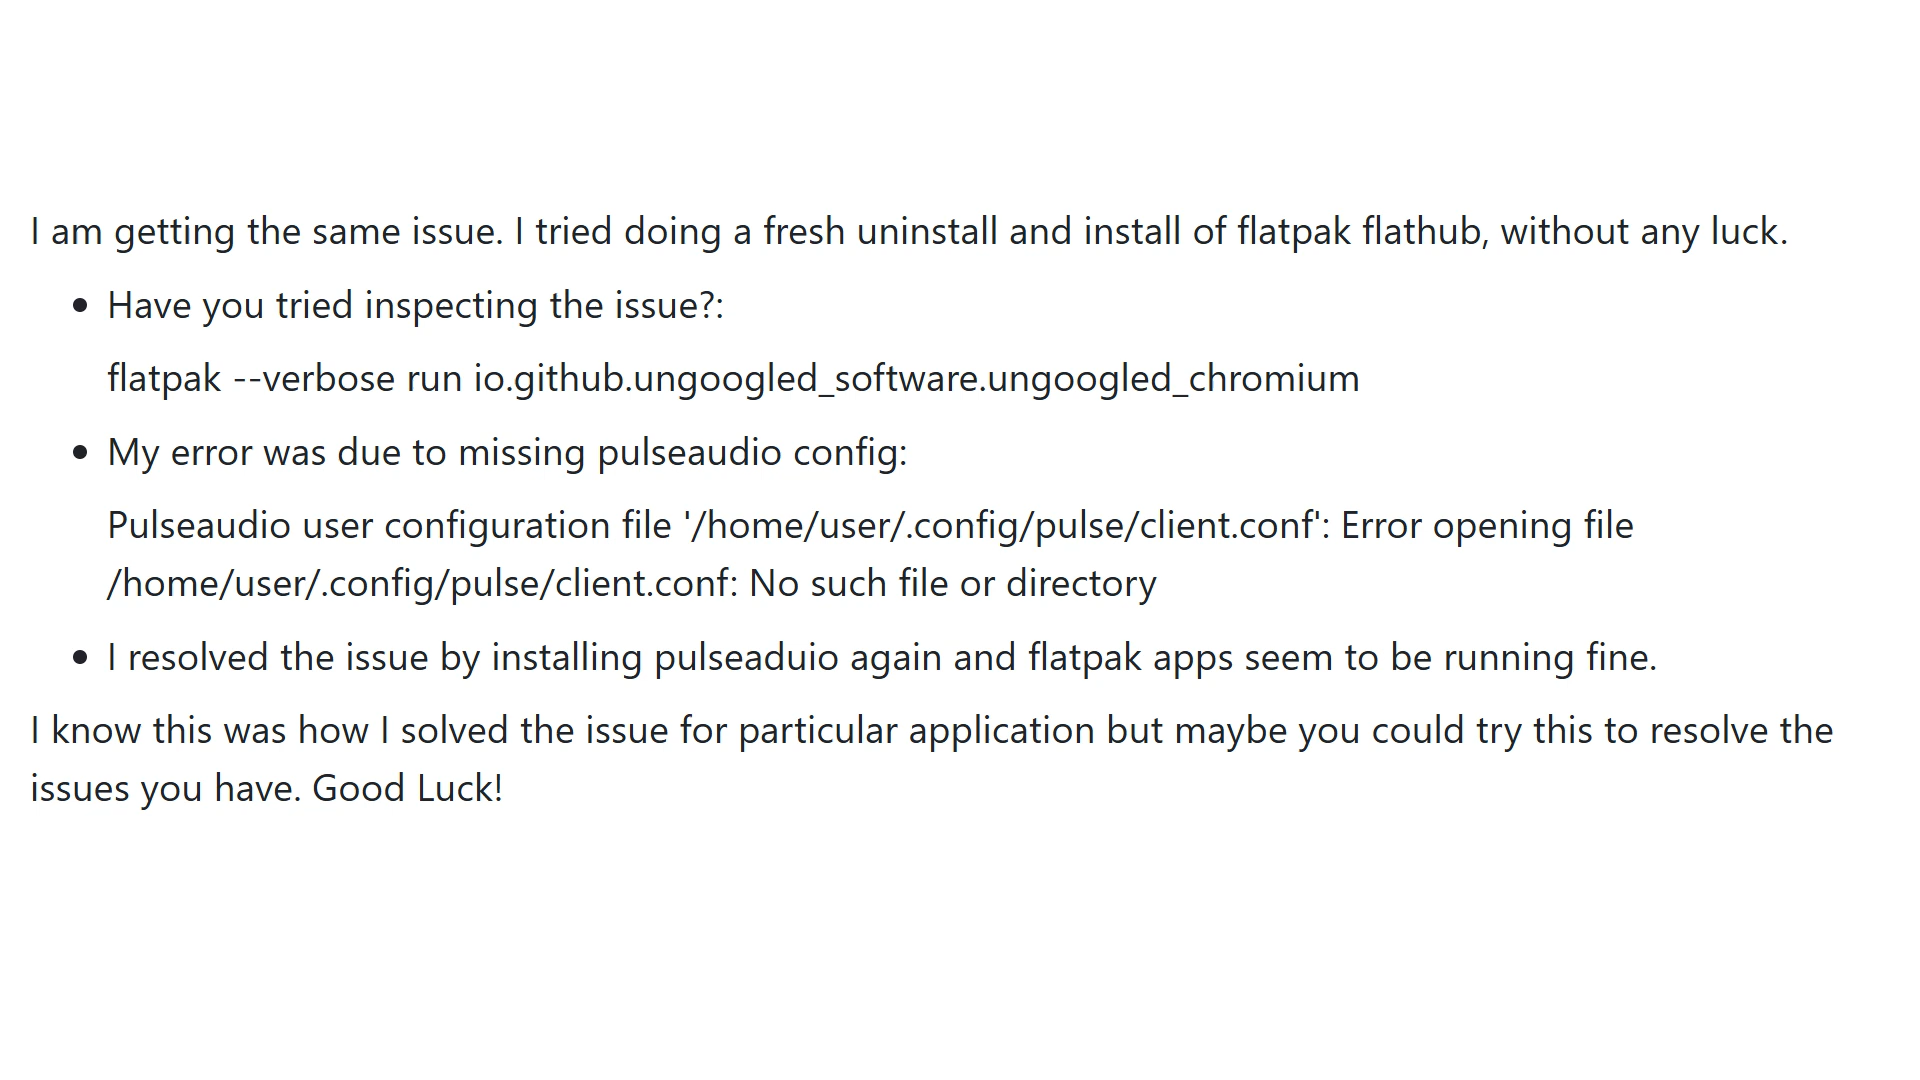 I am getting the same issue. I tried doing a fresh uninstall and install of flatpak flathub, without any luck.
• Have you tried inspecting the issue?:
flatpak --verbose run io.github.ungoogled_software.ungoogled_chromium
• My error was due to missing pulseaudio config:
Pulseaudio user configuration file '/home/user/.config/pulse/client.conf': Error opening file
/home/user/.config/pulse/client.conf: No such file or directory
• I resolved the issue by installing pulseaduio again and flatpak apps seem to be running fine.
I know this was how I solved the issue for particular application but maybe you could try this to resolve the
issues you have. Good Luck!